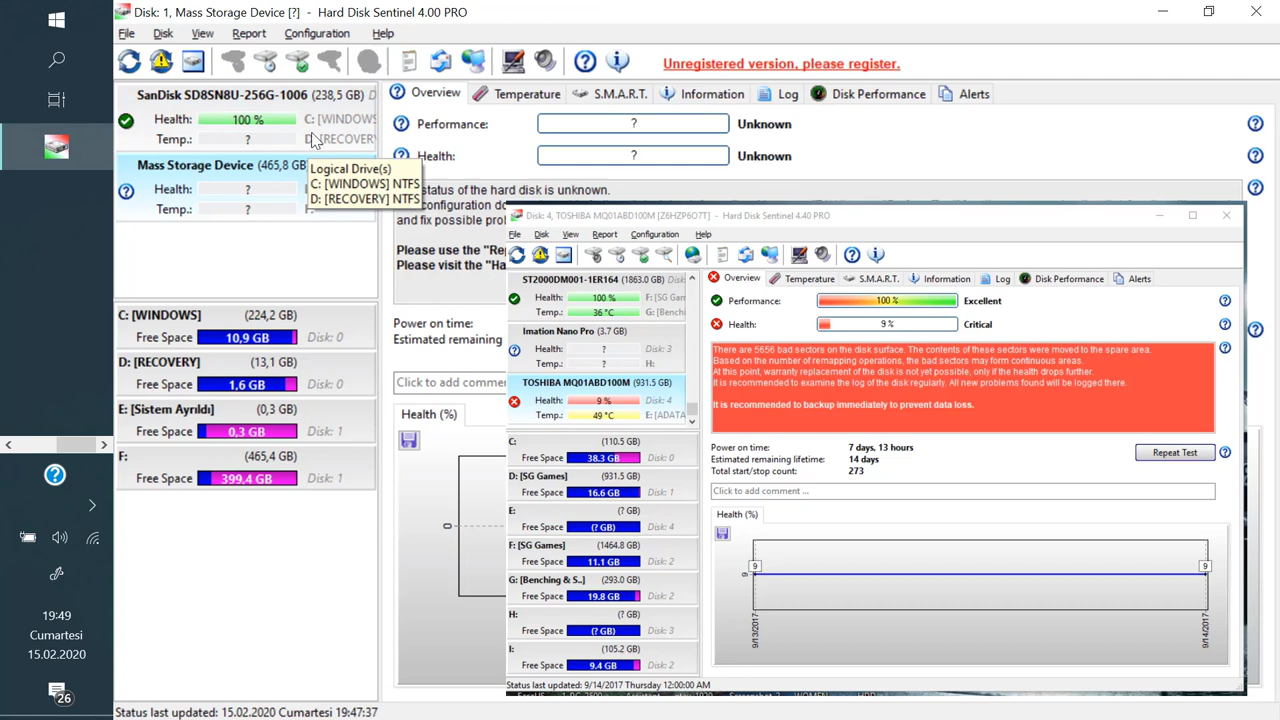 Disk: 1, Mass Storage Device [?] - Hard Disk Sentinel 4.00 PRO
File Disk View Report Configuration Help
Unregistered version, please register.
SanDisk SD8SN8U-256G-1006 (238,5 GB) D
Health: 100 % C: [WINDOWS
Temp.: ? D: [RECOVERY
Mass Storage Device (465,8 GB)
Health: ?
Temp.: ? F:
Logical Drive(s)
C: [WINDOWS] NTFS
D: [RECOVERY] NTFS
C: [WINDOWS] (224,2 GB)
Free Space 10,9 GB Disk: 0
D: [RECOVERY] (13,1 GB)
Free Space 1,6 GB Disk: 0
E: [Sistem Ayrıldı] (0,3 GB)
Free Space 0,3 GB Disk: 1
F: (465,4 GB)
Free Space 399,4 GB Disk: 1
Overview Temperature S.M.A.R.T. Information Log Disk Performance Alerts
Performance: ? Unknown
Health: ? Unknown
status of the hard disk is unknown.
configuration do
and fix possible pro
Please use the "Re
Please visit the "Ha
Power on time:
Estimated remaining
Click to add comme
Health (%)
0
Disk: 4, TOSHIBA MQ01ABD100M [Z6HZP6O7T] - Hard Disk Sentinel 4.40 PRO
File Disk View Report Configuration Help
ST2000DM001-1ER164 (1863.0 GB) Disk:
Health: 100 % F: [SG Gam
Temp.: 36 °C G: [Benchi
Imation Nano Pro (3.7 GB)
Health: ? Disk: 3
Temp.: ? H:
TOSHIBA MQ01ABD100M (931.5 GB)
Health: 9 % Disk: 4
Temp.: 49 °C E: [ADATA
C: (110.5 GB)
Free Space 38.3 GB Disk: 0
D: [SG Games] (931.5 GB)
Free Space 16.6 GB Disk: 1
E: (? GB)
Free Space (? GB) Disk: 4
F: [SG Games] (1464.8 GB)
Free Space 11.1 GB Disk: 2
G: [Benching & S..] (293.0 GB)
Free Space 19.8 GB Disk: 2
H: (? GB)
Free Space (? GB) Disk: 3
I: (105.2 GB)
Free Space 9.4 GB Disk: 2
Overview Temperature S.M.A.R.T. Information Log Disk Performance Alerts
Performance: 100 % Excellent
Health: 9 % Critical
There are 5656 bad sectors on the disk surface. The contents of these sectors were moved to the spare area.
Based on the number of remapping operations, the bad sectors may form continuous areas.
At this point, warranty replacement of the disk is not yet possible, only if the health drops further.
It is recommended to examine the log of the disk regularly. All new problems found will be logged there.
It is recommended to backup immediately to prevent data loss.
Power on time: 7 days, 13 hours
Estimated remaining lifetime: 14 days
Total start/stop count: 273
Repeat Test
Click to add comment ...
Health (%)
9 9 9
9/13/2017 9/14/2017
Status last updated: 9/14/2017 Thursday 12:00:00 AM
19:49
Cumartesi
15.02.2020
26
Status last updated: 15.02.2020 Cumartesi 19:47:37